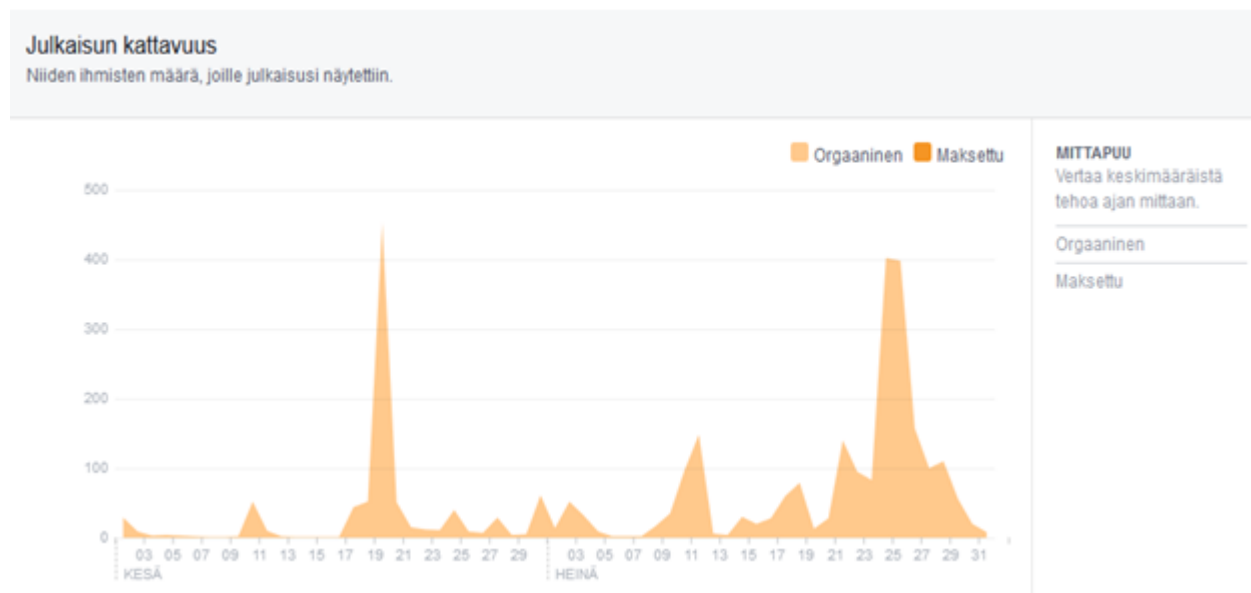 Julkaisun kattavuus
Niiden ihmisten määrä, joille julkaisusi näytettiin.
Orgaaninen Maksettu
500
400
300
200
100
0
03 05 07 09 11 13 15 17 19 21 23 25 27 29 03 05 07 09 11 13 15 17 19 21 23 25 27 29 31
KESÄ HEINÄ
MITTAPUU
Vertaa keskimääräistä
tehoa ajan mittaan.
Orgaaninen
Maksettu